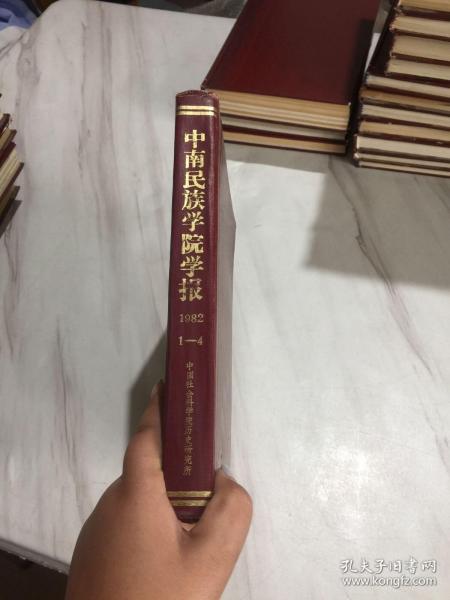 中南民族学院学报
1982
1—4
中国社会科学院历史研究所
孔夫子旧书网
www.kongfz.com